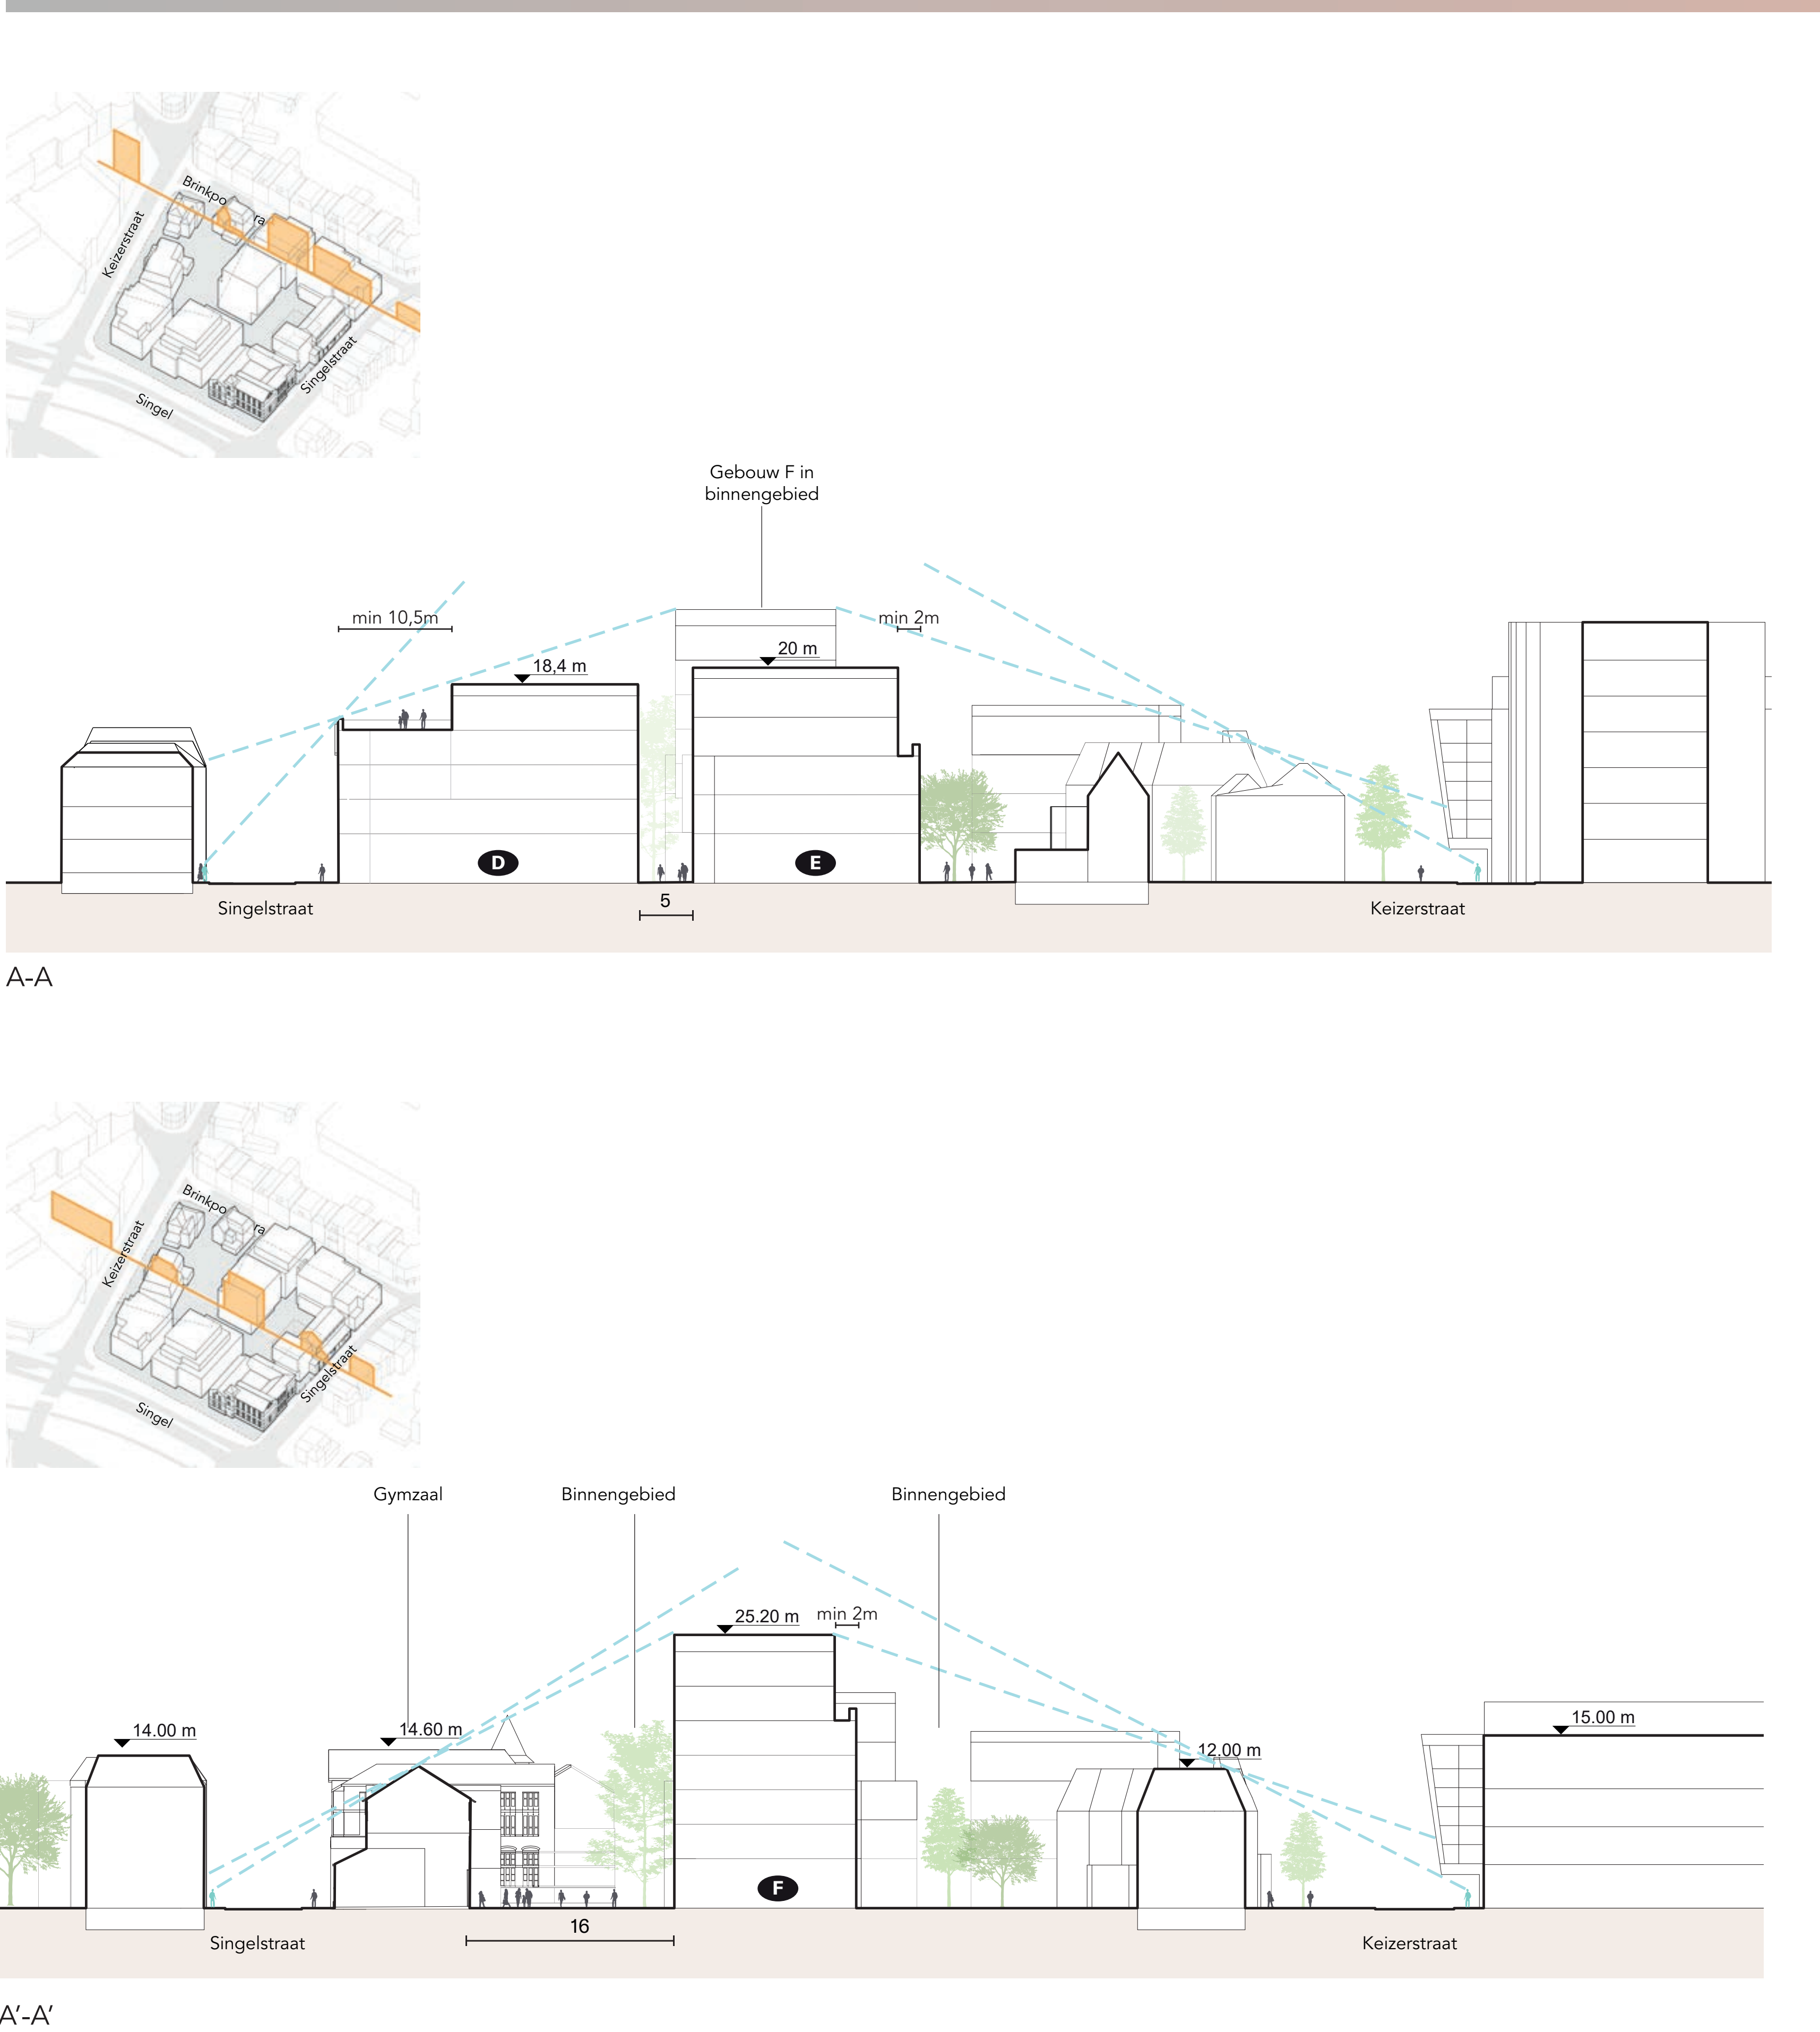 Brinkpo
ra
Keizerstraat
Singelstraat
Singel
Gebouw F in
binnengebied
min 10,5m
min 2m
20 m
18,4 m
D
E
5
Singelstraat
Keizerstraat
A-A
Brinkpo
ra
Keizerstraat
Singelstraat
Singel
Gymzaal
Binnengebied
Binnengebied
25.20 m
min 2m
14.00 m
14.60 m
15.00 m
12.00 m
F
16
Singelstraat
Keizerstraat
A'-A'